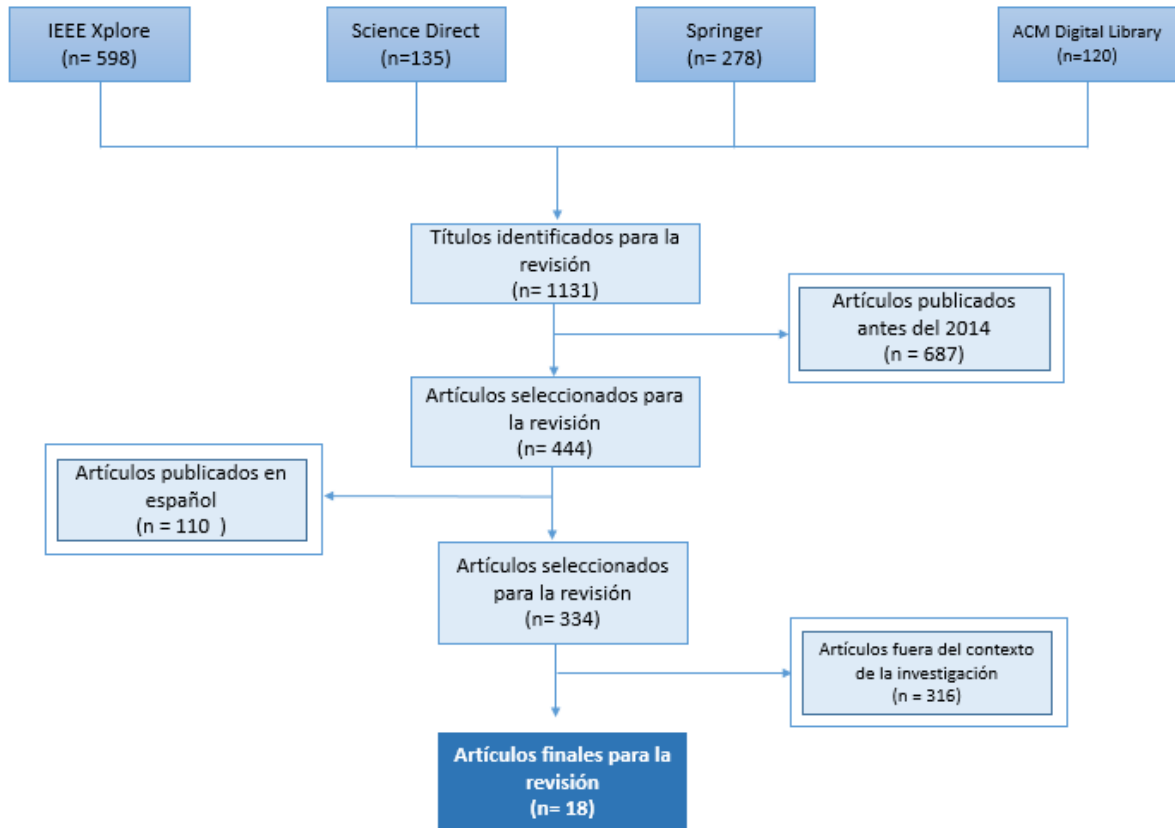 IEEE Xplore
(n= 598)
Science Direct
(n=135)
Springer
(n= 278)
ACM Digital Library
(n=120)
Títulos identificados para la
revisión
(n= 1131)
Artículos publicados
antes del 2014
(n = 687)
Artículos seleccionados para
la revisión
(n= 444)
Artículos publicados en
español
(n = 110  )
Artículos seleccionados
para la revisión
(n= 334)
Artículos fuera del contexto
de la investigación
(n = 316)
Artículos finales para la
revisión
(n= 18)